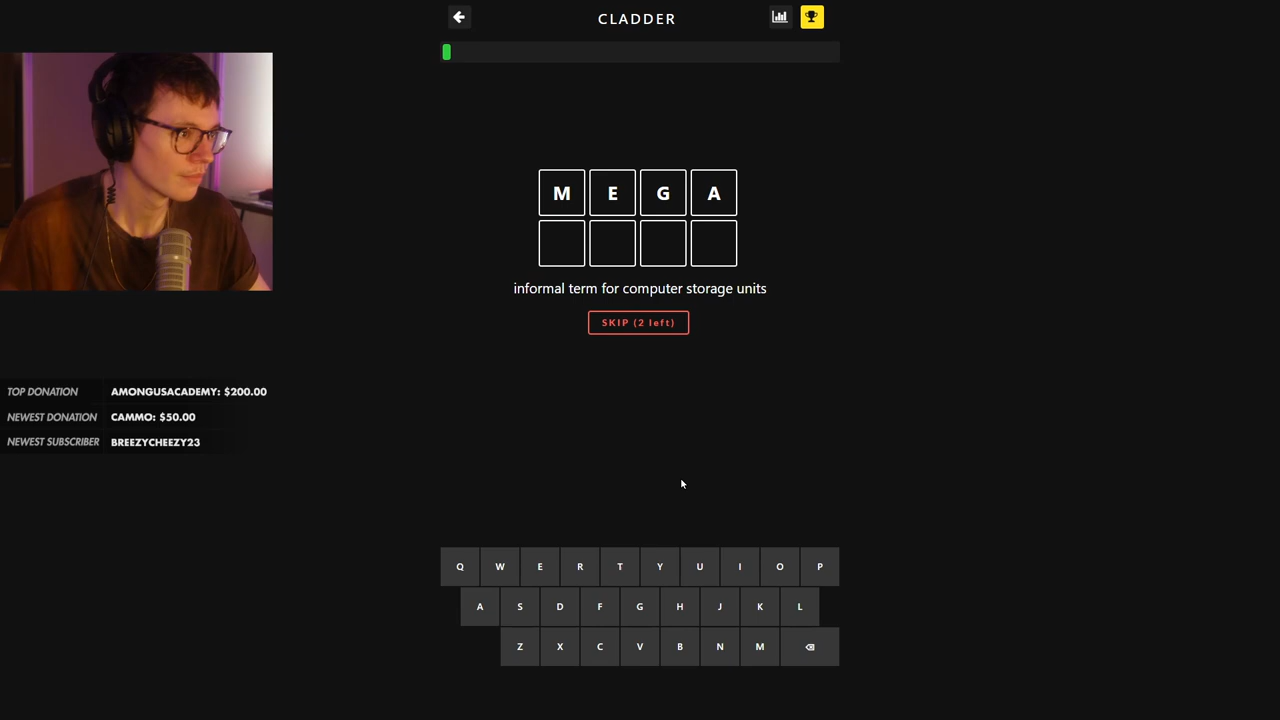 CLADDER
M E G A
informal term for computer storage units
SKIP (2 left)
TOP DONATION AMONGUSACADEMY: $200.00
NEWEST DONATION CAMMO: $50.00
NEWEST SUBSCRIBER BREEZYCHEEZY23
Q W E R T Y U I O P
A S D F G H J K L
Z X C V B N M